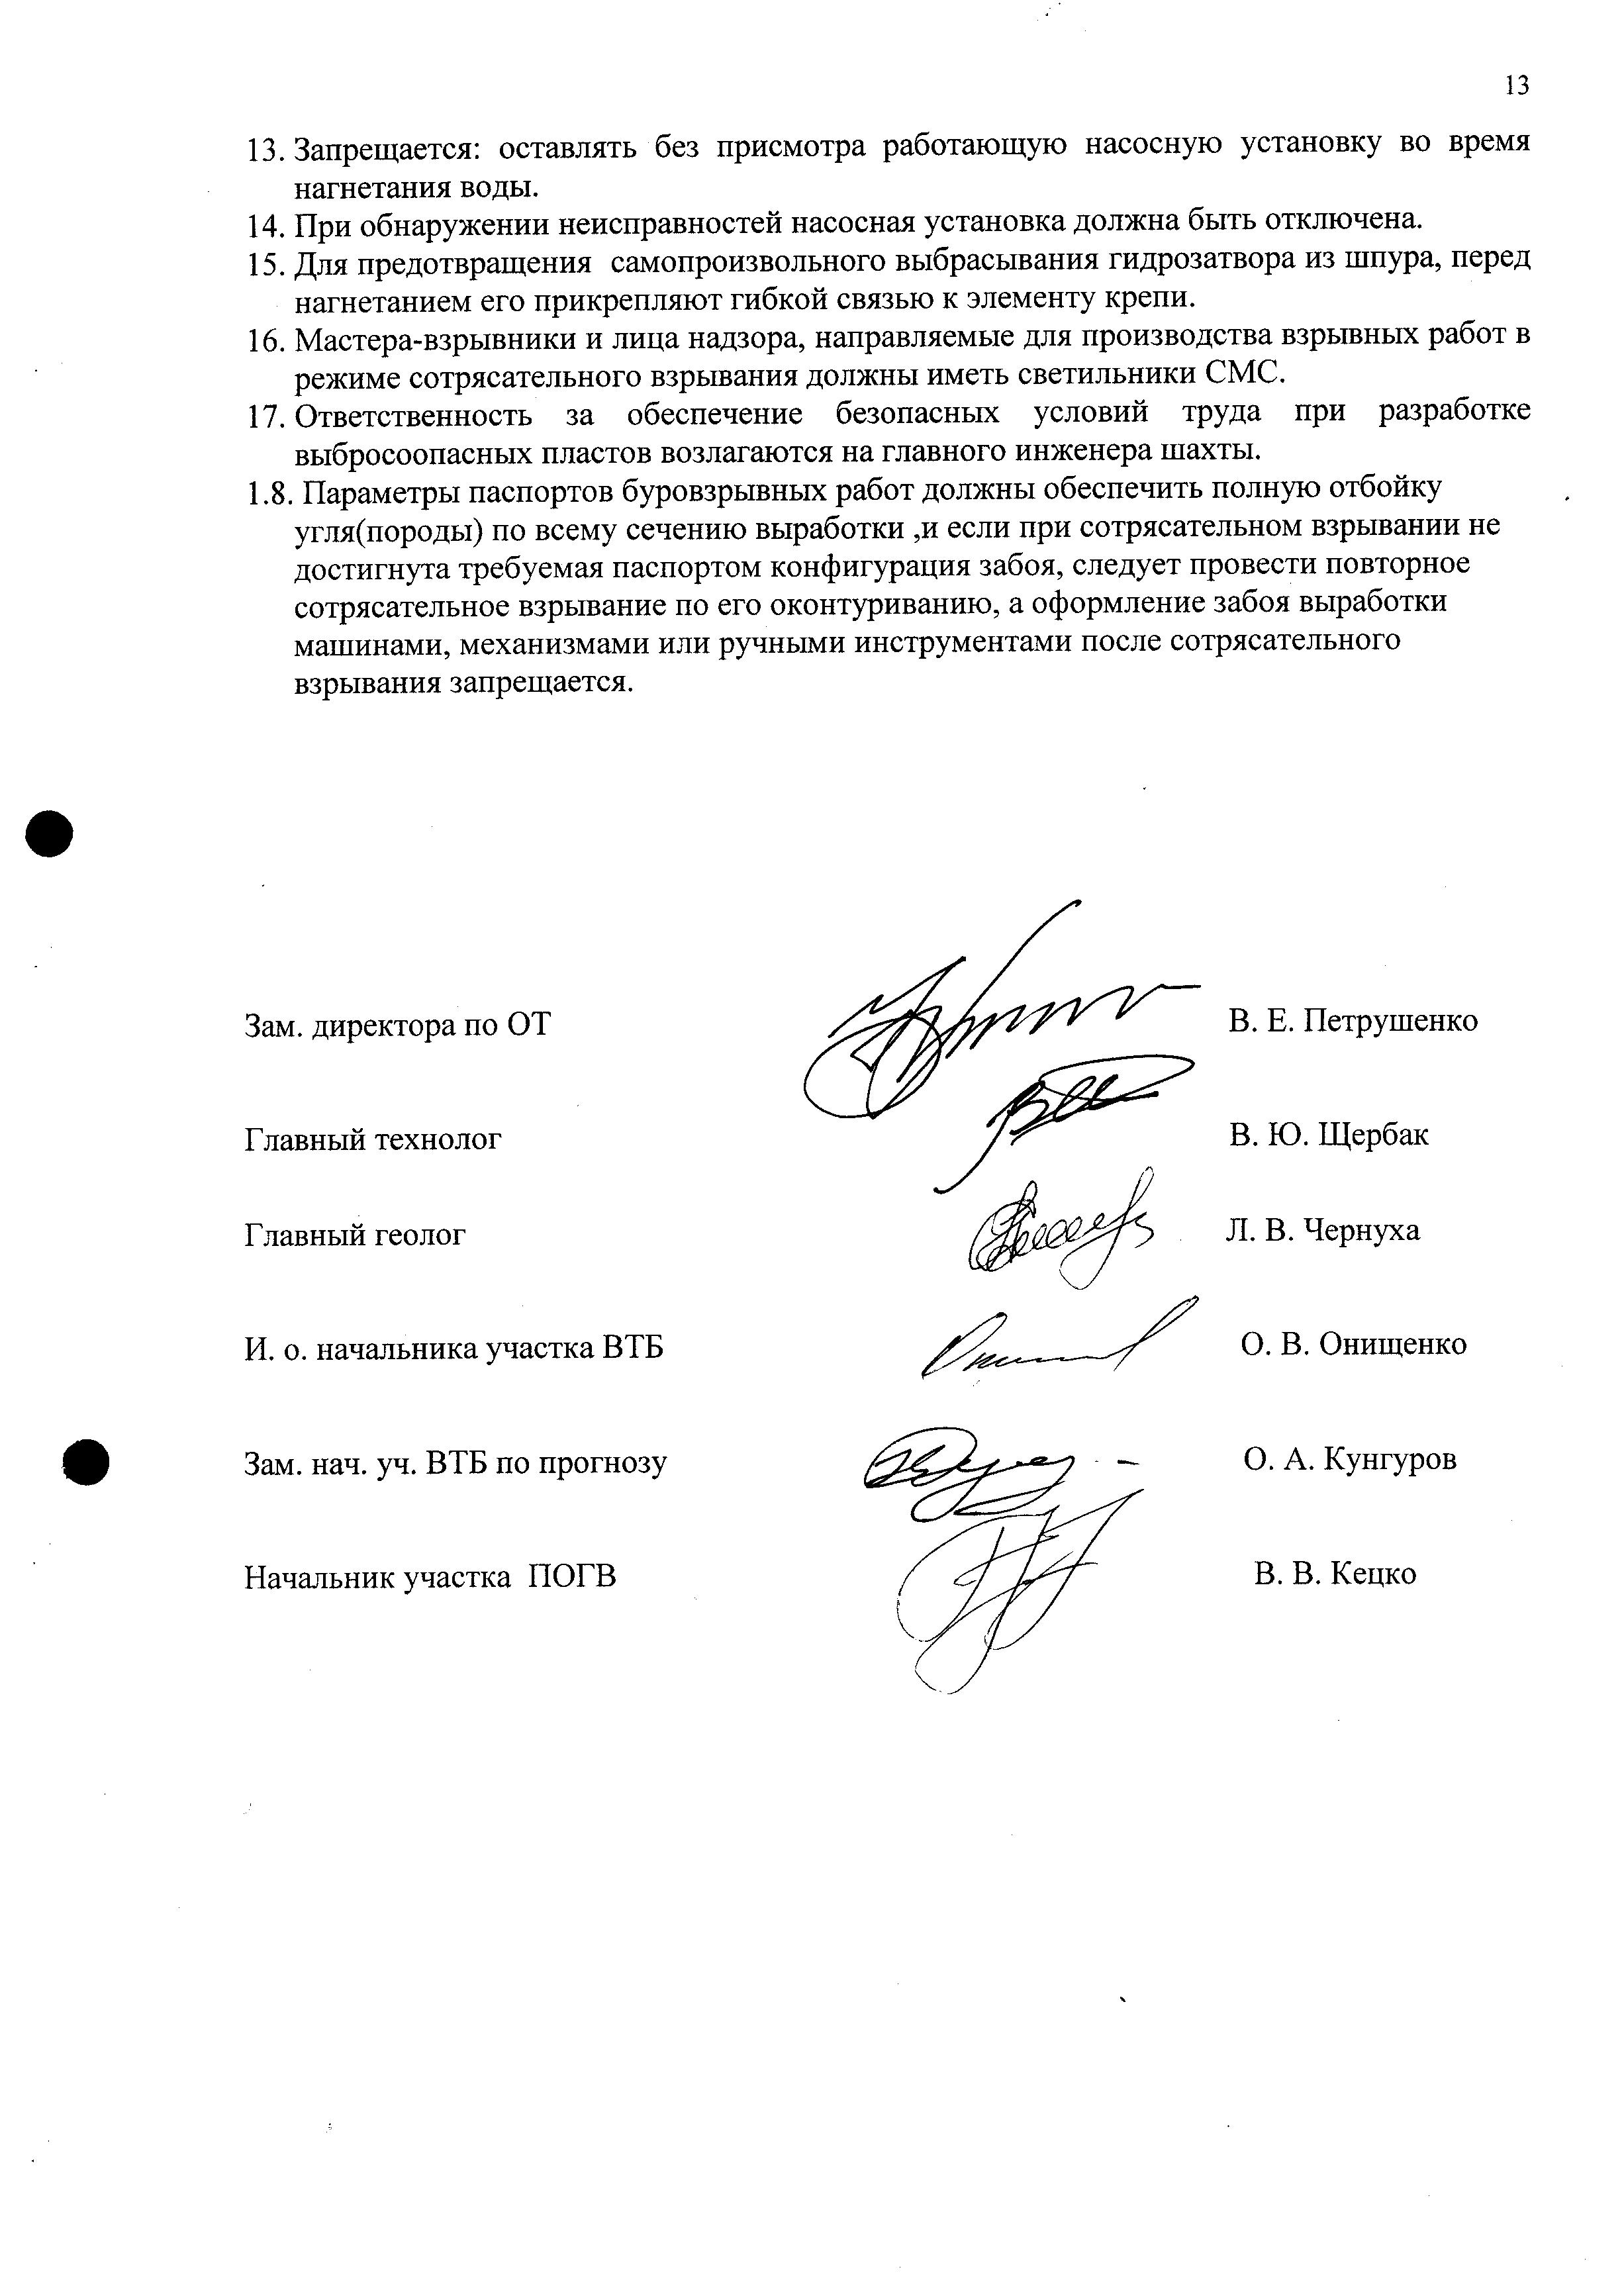 13
13. Запрещается: оставлять без присмотра работающую насосную установку во время
нагнетания воды.
14. При обнаружении неисправностей насосная установка должна быть отключена.
15. Для предотвращения самопроизвольного выбрасывания гидрозатвора из шпура, перед
нагнетанием его прикрепляют гибкой связью к элементу крепи.
16. Мастера-взрывники и лица надзора, направляемые для производства взрывных работ в
режиме сотрясательного взрывания должны иметь светильники СМС.
17. Ответственность за обеспечение безопасных условий труда при разработке
выбросоопасных пластов возлагаются на главного инженера шахты.
1.8. Параметры паспортов буровзрывных работ должны обеспечить полную отбойку
угля(породы) по всему сечению выработки ,и если при сотрясательном взрывании не
достигнута требуемая паспортом конфигурация забоя, следует провести повторное
сотрясательное взрывание по его оконтуриванию, а оформление забоя выработки
машинами, механизмами или ручными инструментами после сотрясательного
взрывания запрещается.
Зам. директора по ОТ В. Е. Петрушенко
Главный технолог В. Ю. Щербак
Главный геолог Л. В. Чернуха
И. о. начальника участка ВТБ О. В. Онищенко
Зам. нач. уч. ВТБ по прогнозу О. А. Кунгуров
Начальник участка ПОГВ В. В. Кецко